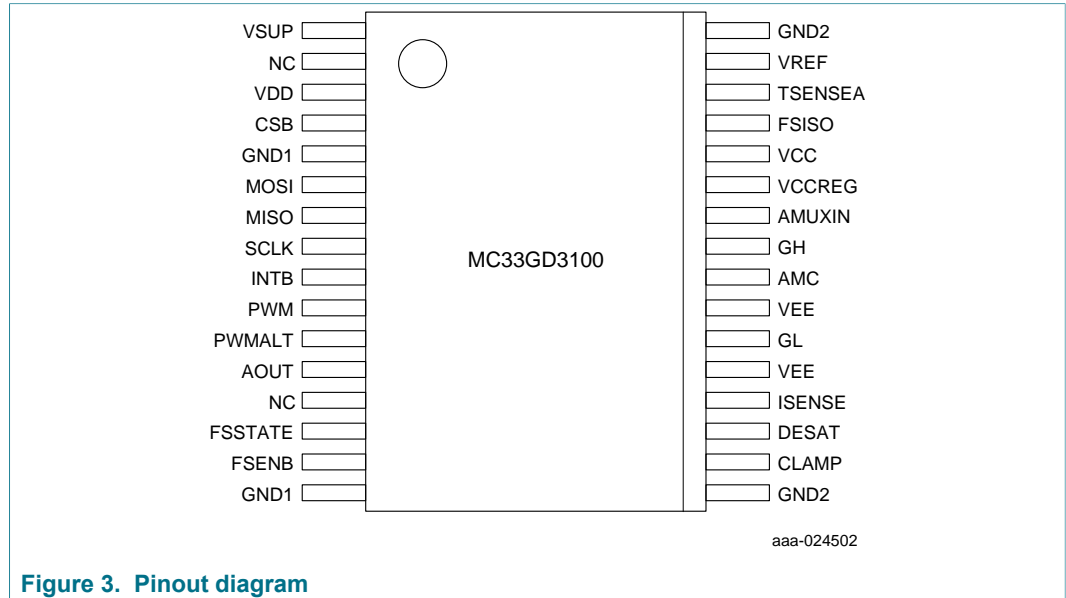 VSUP
NC
VDD
CSB
GND1
MOSI
MISO
SCLK
INTB
PWM
PWMALT
AOUT
NC
FSSTATE
FSENB
GND1
MC33GD3100
GND2
VREF
TSENSEA
FSISO
VCC
VCCREG
AMUXIN
GH
AMC
VEE
GL
VEE
ISENSE
DESAT
CLAMP
GND2
aaa-024502
Figure 3. Pinout diagram